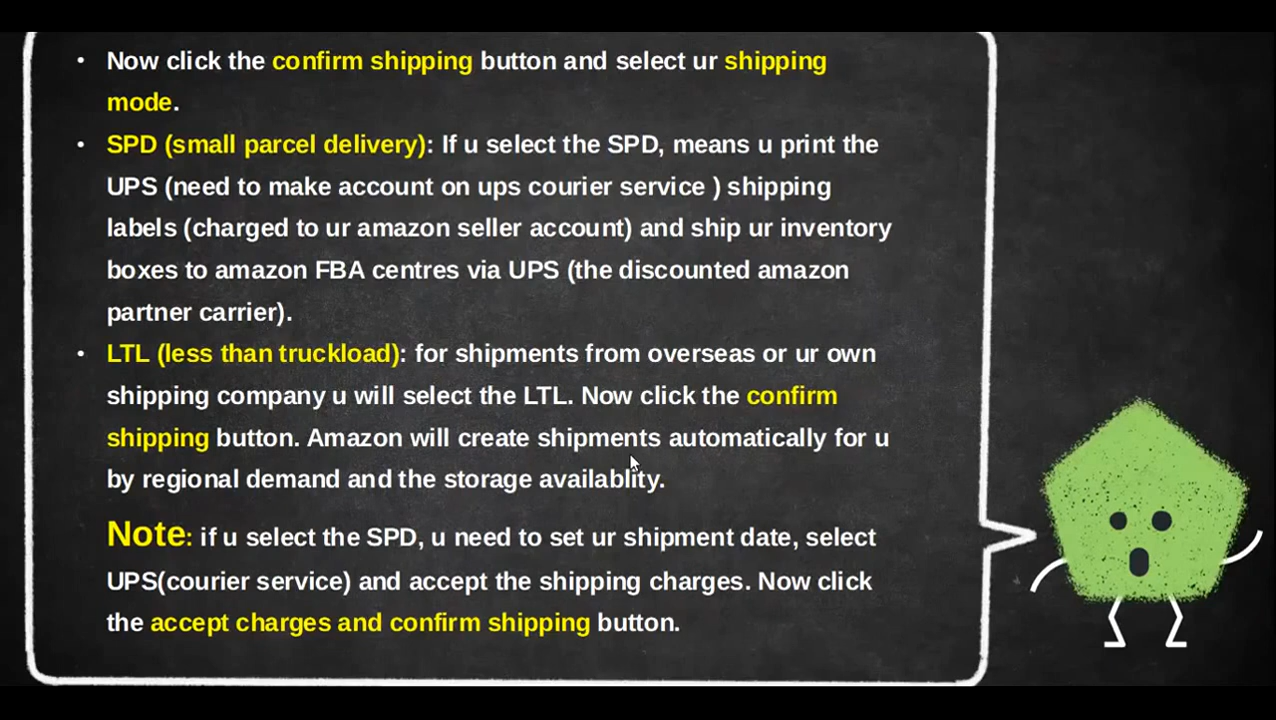 • Now click the confirm shipping button and select ur shipping
mode.
• SPD (small parcel delivery): If u select the SPD, means u print the
UPS (need to make account on ups courier service ) shipping
labels (charged to ur amazon seller account) and ship ur inventory
boxes to amazon FBA centres via UPS (the discounted amazon
partner carrier).
• LTL (less than truckload): for shipments from overseas or ur own
shipping company u will select the LTL. Now click the confirm
shipping button. Amazon will create shipments automatically for u
by regional demand and the storage availablity.
Note: if u select the SPD, u need to set ur shipment date, select
UPS(courier service) and accept the shipping charges. Now click
the accept charges and confirm shipping button.